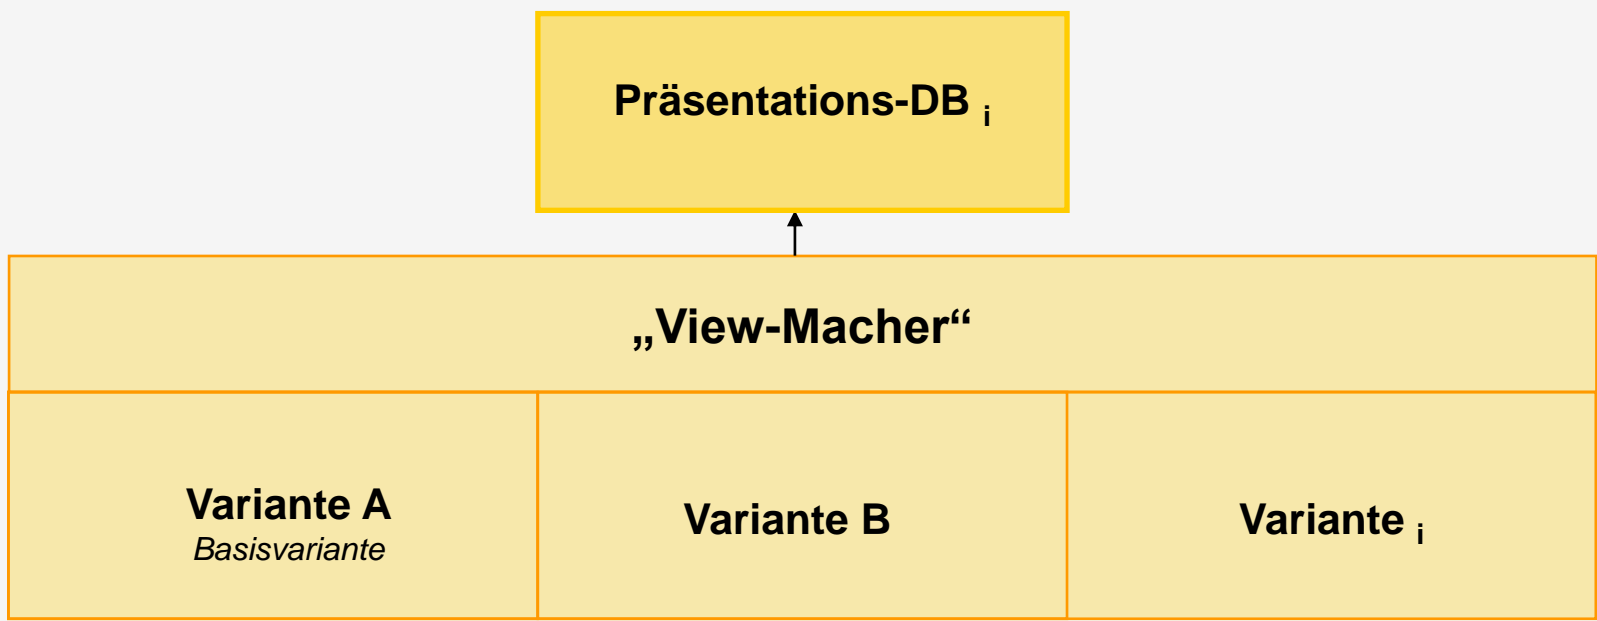 Präsentations-DB i
„View-Macher“
Variante A
Basisvariante
Variante B
Variante i